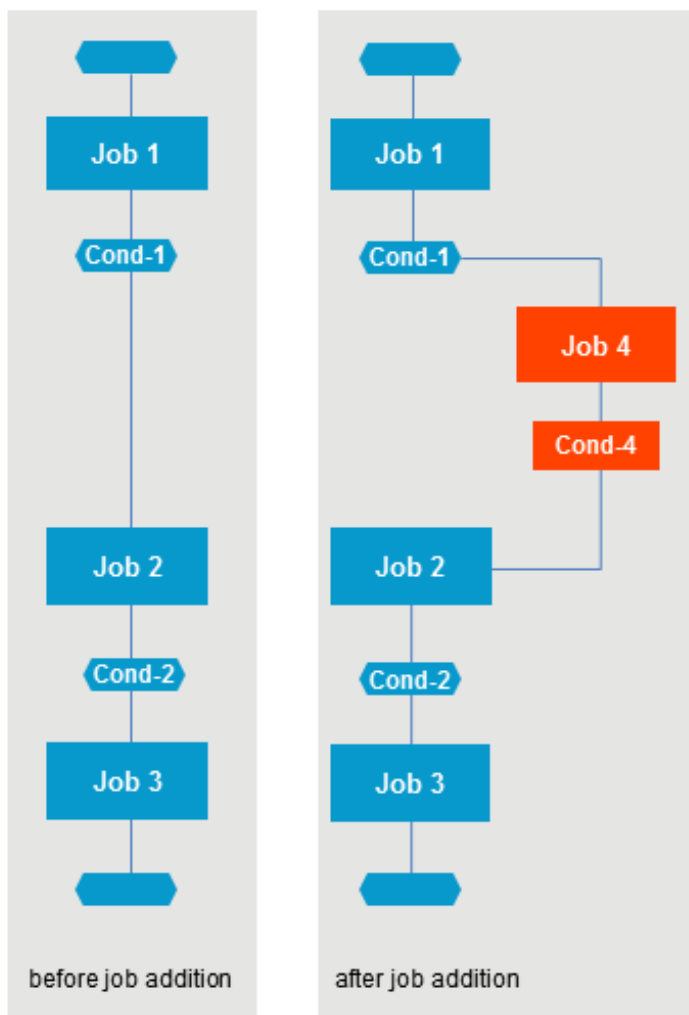 Job 1
Cond-1
Job 2
Cond-2
Job 3
before job addition
Job 1
Cond-1
Job 4
Cond-4
Job 2
Cond-2
Job 3
after job addition